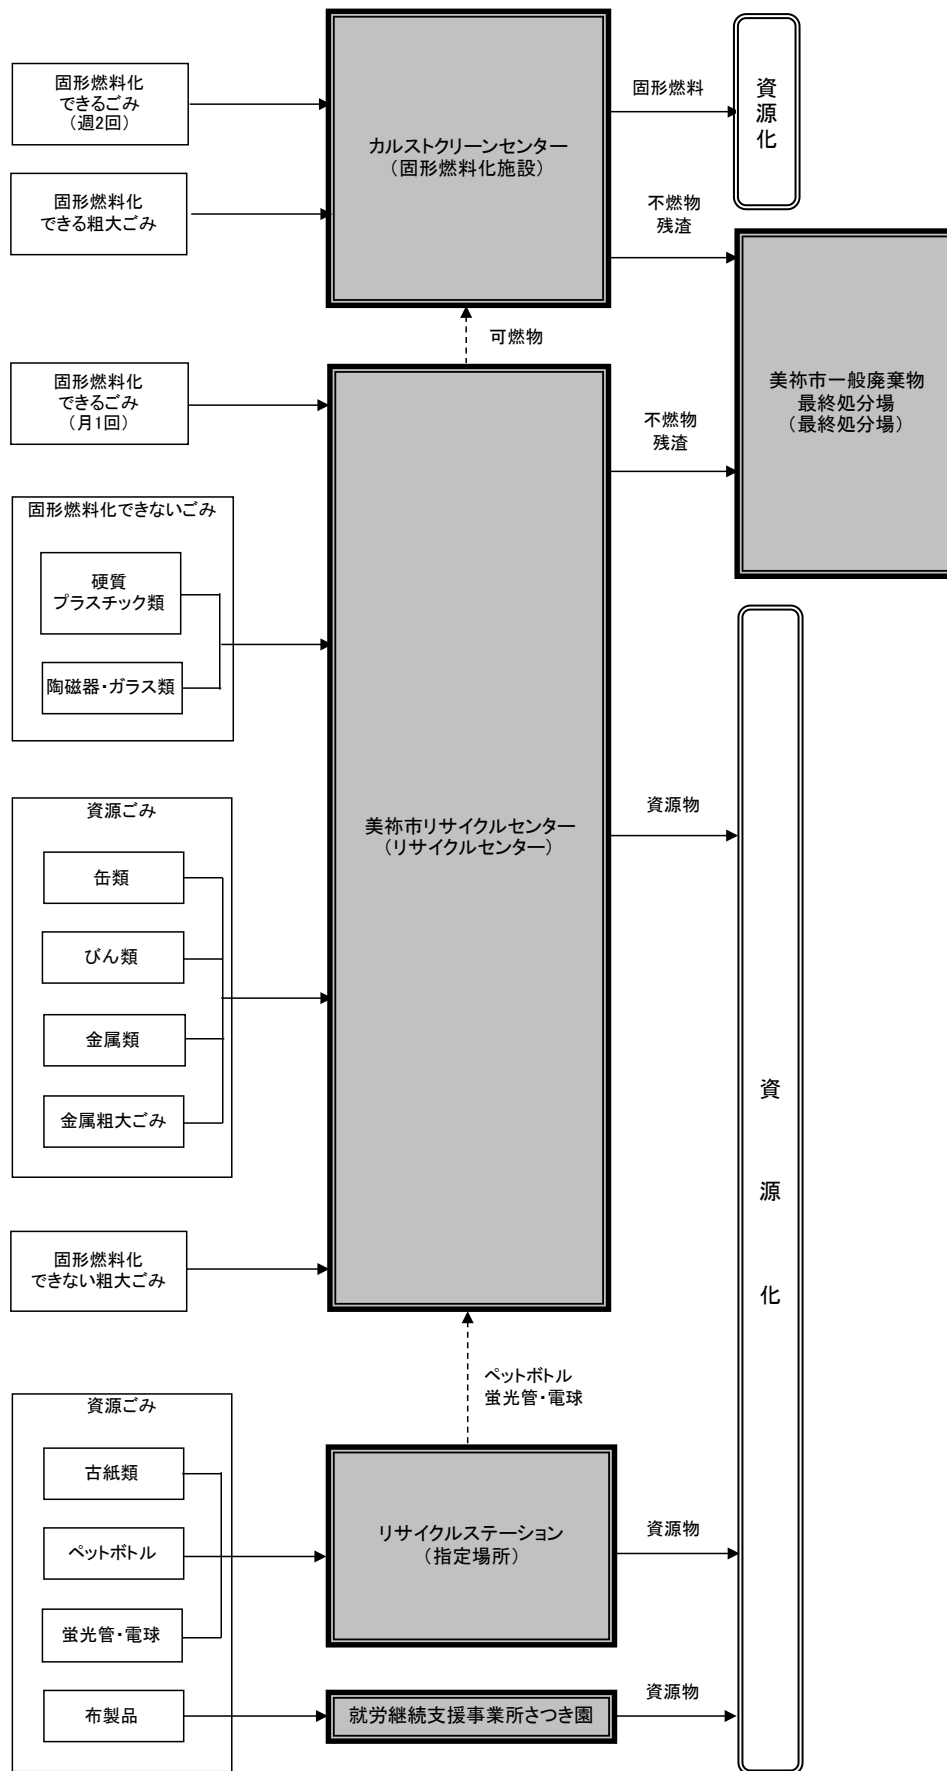 固形燃料化
できるごみ
（週2回）
固形燃料化
できる粗大ごみ
カルストクリーンセンター
（固形燃料化施設）
固形燃料
資
源
化
不燃物
残渣
可燃物
固形燃料化
できるごみ
（月1回）
不燃物
残渣
美祢市一般廃棄物
最終処分場
（最終処分場）
固形燃料化できないごみ
硬質
プラスチック類
陶磁器・ガラス類
資源ごみ
缶類
びん類
金属類
金属粗大ごみ
美祢市リサイクルセンター
（リサイクルセンター）
資源物
固形燃料化
できない粗大ごみ
資
源
化
ペットボトル
蛍光管・電球
資源ごみ
古紙類
ペットボトル
蛍光管・電球
布製品
リサイクルステーション
（指定場所）
資源物
就労継続支援事業所さつき園
資源物